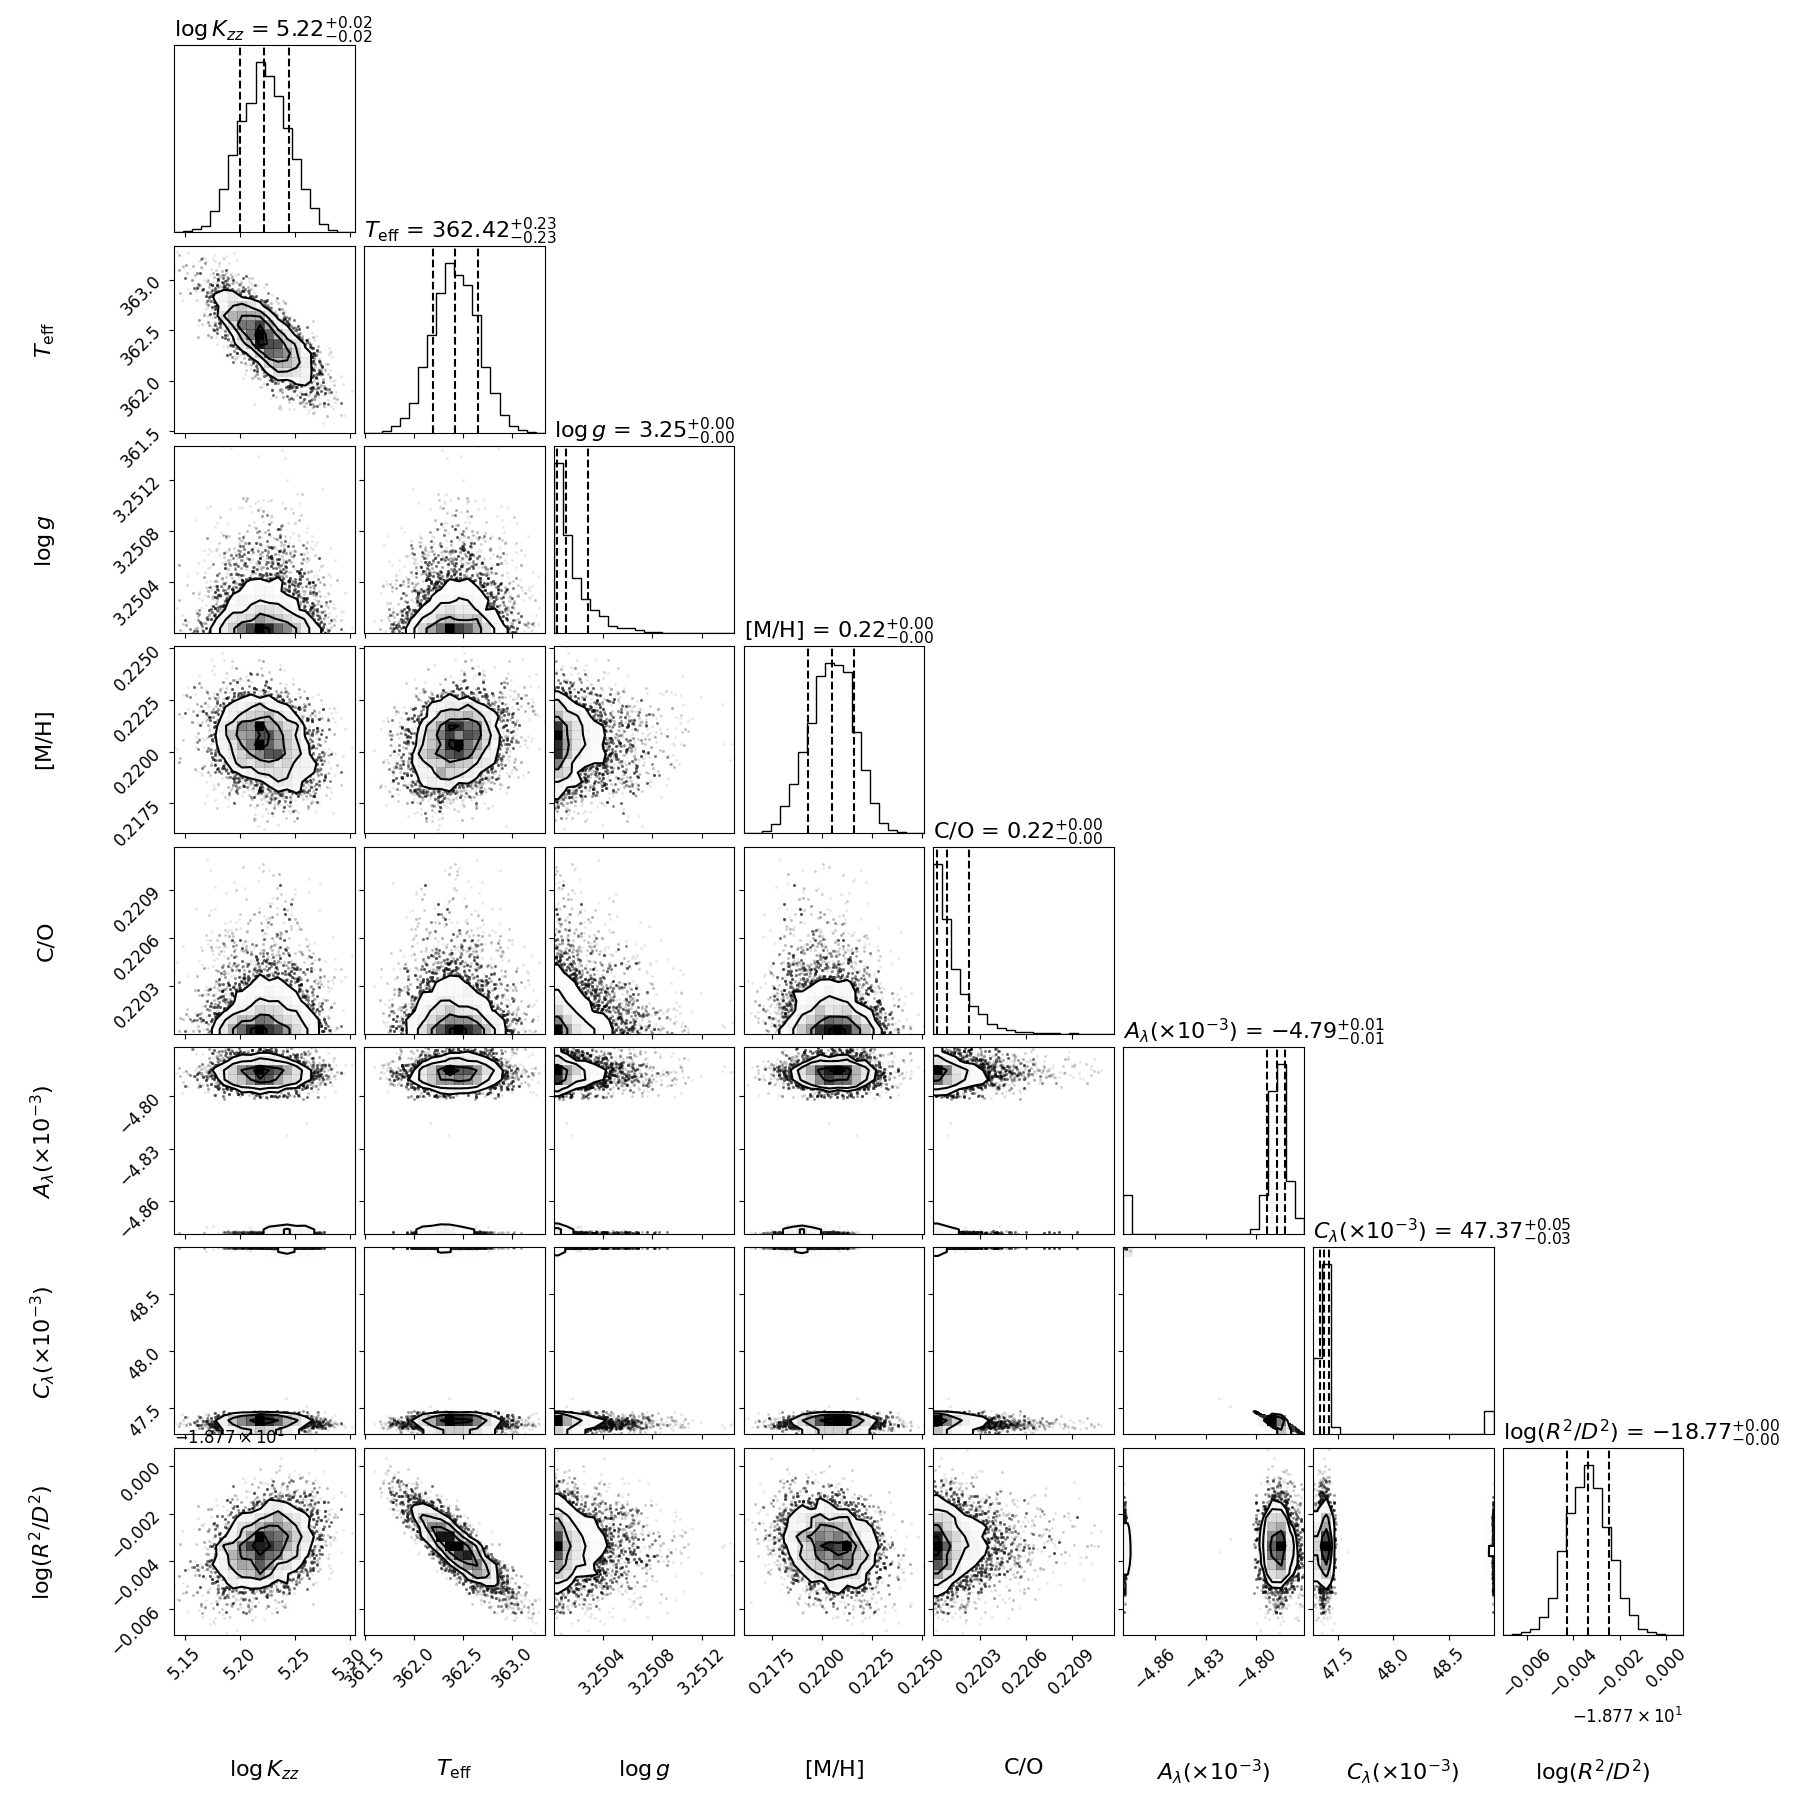 log K_zz = 5.22 +0.02 −0.02
T_eff = 362.42 +0.23 −0.23
363.0
362.5
362.0
361.5
T_eff
log g = 3.25 +0.00 −0.00
3.2512
3.2508
3.2504
log g
[M/H] = 0.22 +0.00 −0.00
0.2250
0.2225
0.2200
0.2175
[M/H]
C/O = 0.22 +0.00 −0.00
0.2209
0.2206
0.2203
C/O
A_λ(×10^−3) = −4.79 +0.01 −0.01
−4.80
−4.83
−4.86
A_λ(×10^−3)
C_λ(×10^−3) = 47.37 +0.05 −0.03
48.5
48.0
47.5
C_λ(×10^−3)
log(R^2/D^2) = −18.77 +0.00 −0.00
−1.877 × 10^1
0.000
−0.002
−0.004
−0.006
log(R^2/D^2)
5.15 5.20 5.25 5.30 361.5 362.0 362.5 363.0 3.2504 3.2508 3.2512 0.2175 0.2200 0.2225 0.2250 0.2203 0.2206 0.2209 −4.86 −4.83 −4.80 47.5 48.0 48.5 −0.006 −0.004 −0.002 0.000
−1.877 × 10^1
log K_zz T_eff log g [M/H] C/O A_λ(×10^−3) C_λ(×10^−3) log(R^2/D^2)